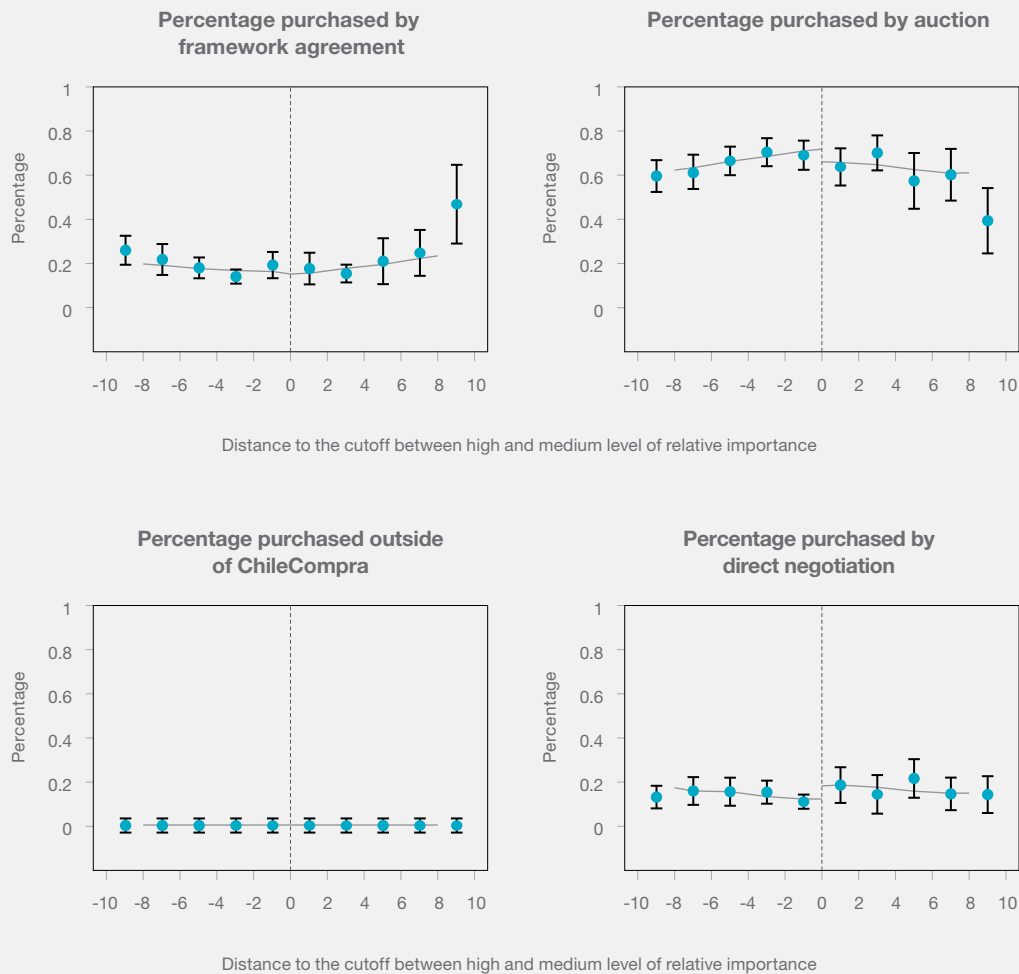 Percentage purchased by
framework agreement
Percentage
1
0.8
0.6
0.4
0.2
0
-10 -8 -6 -4 -2 0 2 4 6 8 10
Percentage purchased by auction
Percentage
1
0.8
0.6
0.4
0.2
0
-10 -8 -6 -4 -2 0 2 4 6 8 10
Distance to the cutoff between high and medium level of relative importance
Percentage purchased outside
of ChileCompra
Percentage
1
0.8
0.6
0.4
0.2
0
-10 -8 -6 -4 -2 0 2 4 6 8 10
Percentage purchased by
direct negotiation
Percentage
1
0.8
0.6
0.4
0.2
0
-10 -8 -6 -4 -2 0 2 4 6 8 10
Distance to the cutoff between high and medium level of relative importance